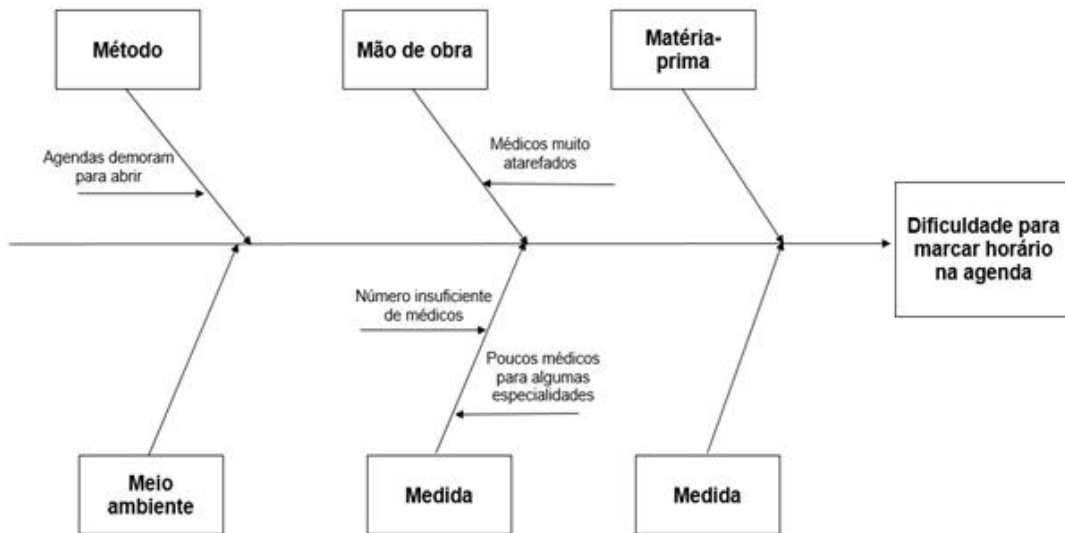 Método
Mão de obra
Matéria-
prima
Agendas demoram
para abrir
Médicos muito
atarefados
Dificuldade para
marcar horário
na agenda
Número insuficiente
de médicos
Poucos médicos
para algumas
especialidades
Meio
ambiente
Medida
Medida